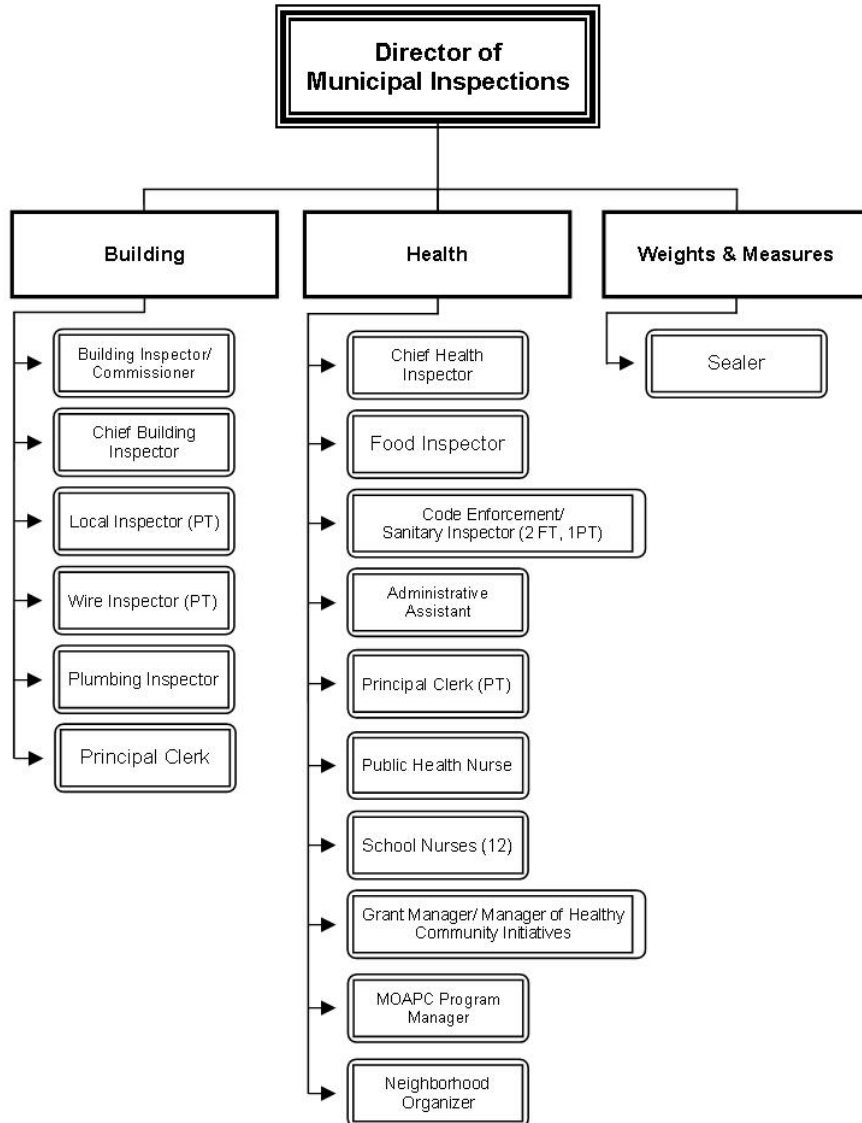 Director of
Municipal Inspections
Building
Health
Weights & Measures
Building Inspector/
Commissioner
Chief Building
Inspector
Local Inspector (PT)
Wire Inspector (PT)
Plumbing Inspector
Principal Clerk
Chief Health
Inspector
Food Inspector
Code Enforcement/
Sanitary Inspector (2 FT, 1PT)
Administrative
Assistant
Principal Clerk (PT)
Public Health Nurse
School Nurses (12)
Grant Manager/ Manager of Healthy
Community Initiatives
MOAPC Program
Manager
Neighborhood
Organizer
Sealer